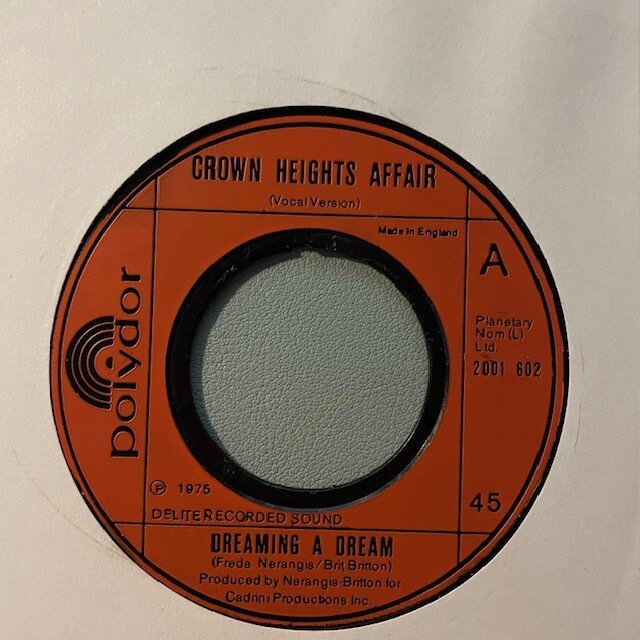 CROWN HEIGHTS AFFAIR
(Vocal Version)
Made in England
A
polydor
Planetary
Nom (L)
Ltd.
2001 602
℗ 1975
45
DELITE RECORDED SOUND
DREAMING A DREAM
(Freda Nerangis/Brit Britton)
Produced by Nerangis-Britton for
Cadrini Productions Inc.